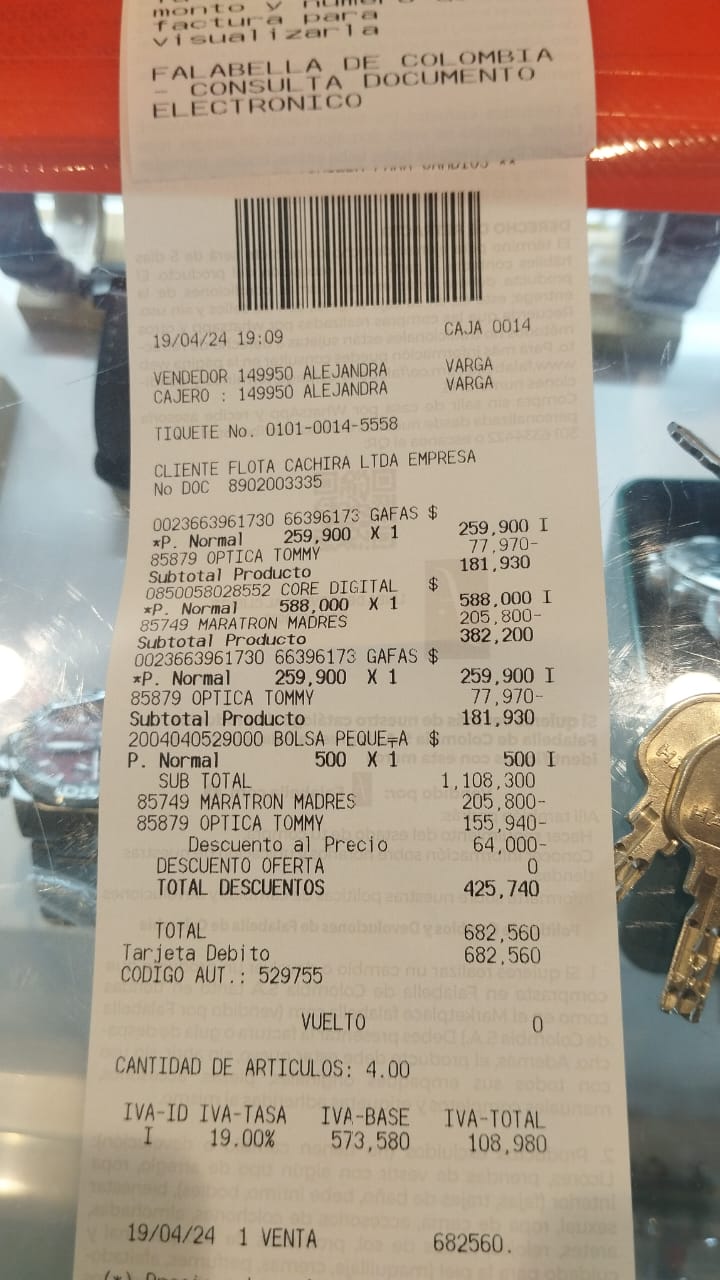 monto y
factura para
visualizarla
FALABELLA DE COLOMBIA
- CONSULTA DOCUMENTO
ELECTRONICO
19/04/24 19:09 CAJA 0014
VENDEDOR 149950 ALEJANDRA VARGA
CAJERO : 149950 ALEJANDRA VARGA
TIQUETE No. 0101-0014-5558
CLIENTE FLOTA CACHIRA LTDA EMPRESA
No DOC 8902003335
0023663961730 66396173 GAFAS $
*P. Normal 259,900 X 1 259,900 I
85879 OPTICA TOMMY 77,970-
Subtotal Producto 181,930
0850058028552 CORE DIGITAL $
*P. Normal 588,000 X 1 588,000 I
85749 MARATRON MADRES 205,800-
Subtotal Producto 382,200
0023663961730 66396173 GAFAS $
*P. Normal 259,900 X 1 259,900 I
85879 OPTICA TOMMY 77,970-
Subtotal Producto 181,930
2004040529000 BOLSA PEQUE╤A $
P. Normal 500 X 1 500 I
SUB TOTAL 1,108,300
85749 MARATRON MADRES 205,800-
85879 OPTICA TOMMY 155,940-
Descuento al Precio 64,000-
DESCUENTO OFERTA 0
TOTAL DESCUENTOS 425,740
TOTAL 682,560
Tarjeta Debito 682,560
CODIGO AUT.: 529755
VUELTO 0
CANTIDAD DE ARTICULOS: 4.00
IVA-ID IVA-TASA IVA-BASE IVA-TOTAL
I 19.00% 573,580 108,980
19/04/24 1 VENTA 682560.